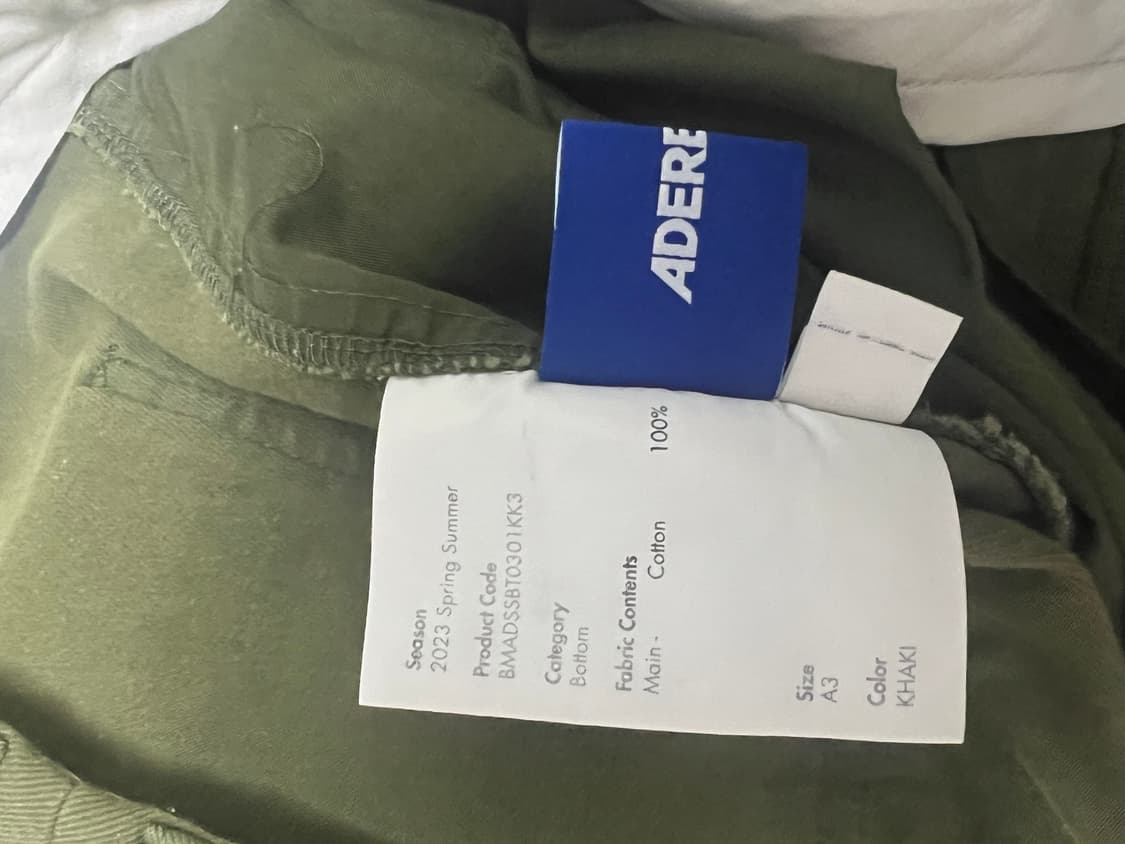 ADERE
Season
2023 Spring Summer
Product Code
BMADSSBT0301KK3
Category
Bottom
Fabric Contents
Main - Cotton 100%
Size
A3
Color
KHAKI